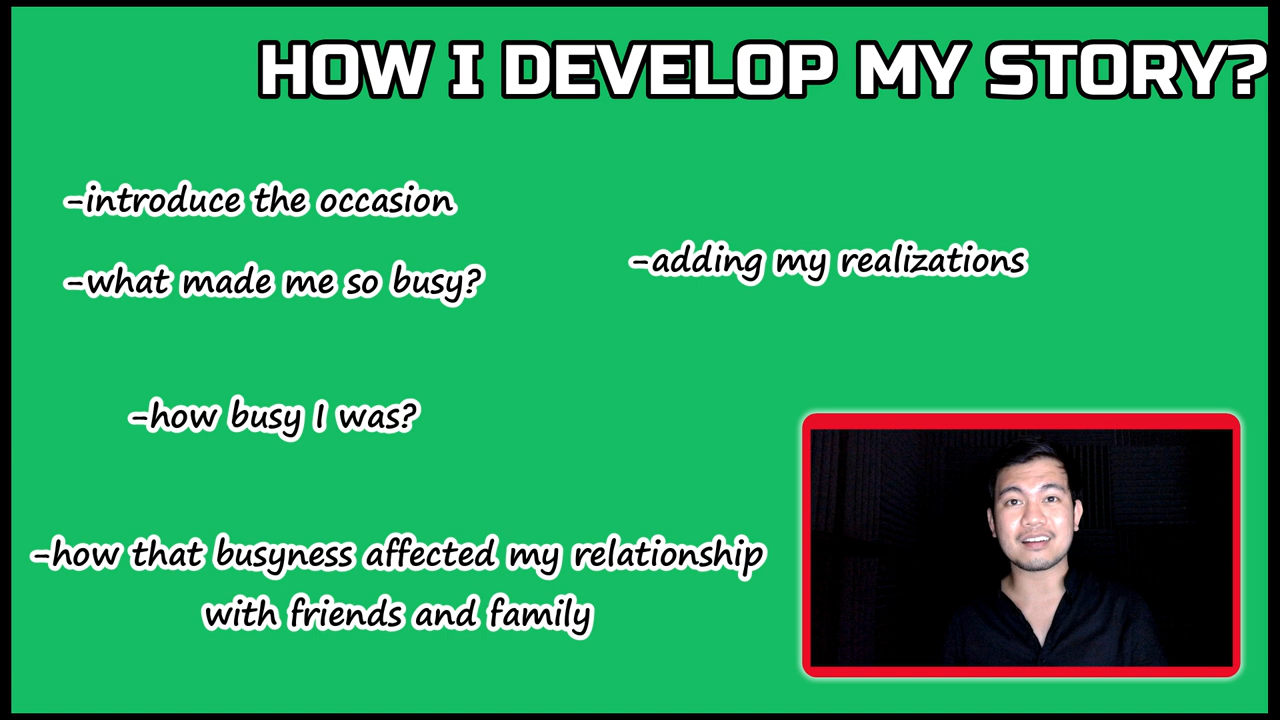 HOW I DEVELOP MY STORY?
-introduce the occasion
-what made me so busy?
-how busy I was?
-how that busyness affected my relationship
with friends and family
-adding my realizations